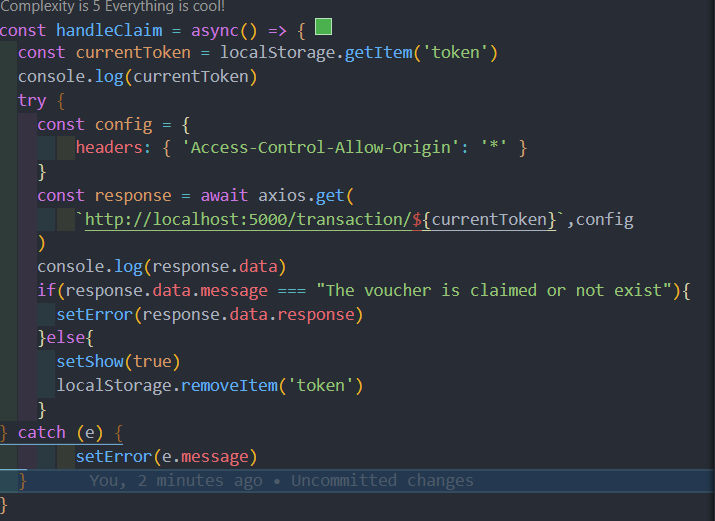 Complexity is 5 Everything is cool!
const handleClaim = async() => {
const currentToken = localStorage.getItem('token')
console.log(currentToken)
try {
const config = {
headers: { 'Access-Control-Allow-Origin': '*' }
}
const response = await axios.get(
`http://localhost:5000/transaction/${currentToken}`,config
)
console.log(response.data)
if(response.data.message === "The voucher is claimed or not exist"){
setError(response.data.response)
}else{
setShow(true)
localStorage.removeItem('token')
}
} catch (e) {
setError(e.message)
} You, 2 minutes ago • Uncommitted changes
}